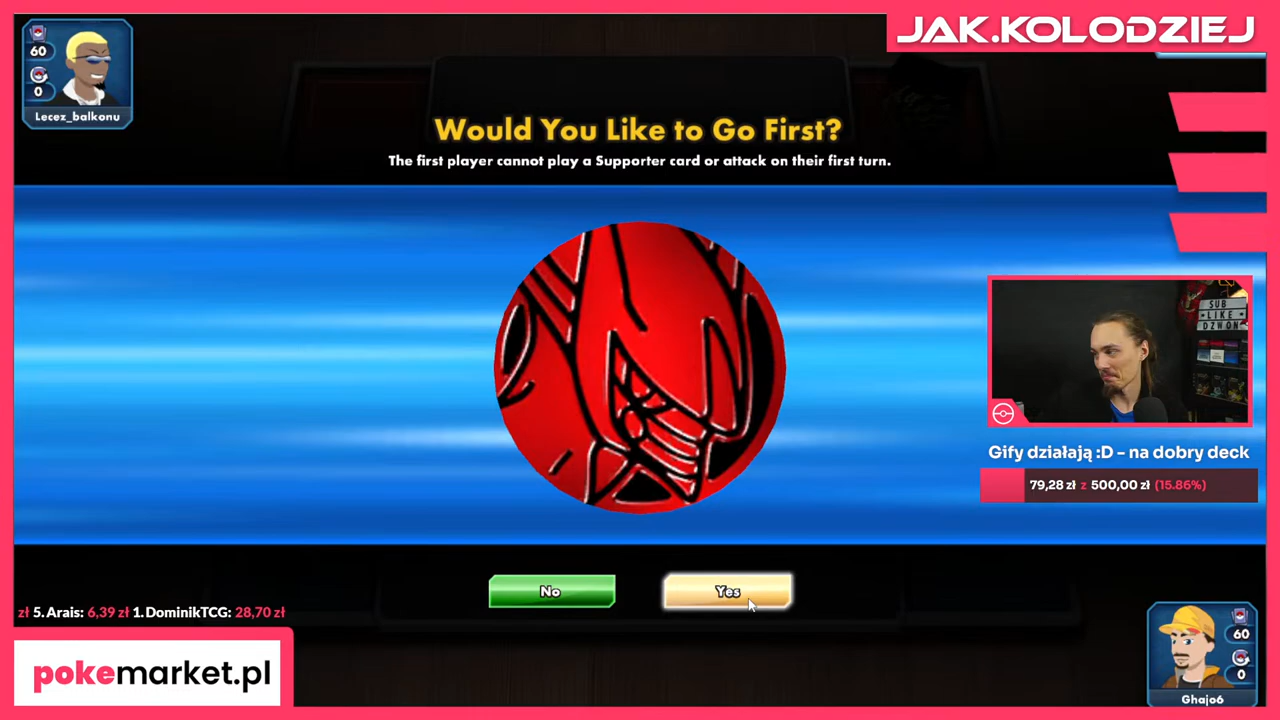 JAK.KOLODZIEJ
60
0
Lecez_balkonu
Would You Like to Go First?
The first player cannot play a Supporter card or attack on their first turn.
SUB
LIKE
DZWON
Gify działają :D - na dobry deck
79,28 zł z 500,00 zł (15.86%)
No
Yes
zł 5. Arais: 6,39 zł 1. DominikTCG: 28,70 zł
pokemarket.pl
60
0
Ghajo6